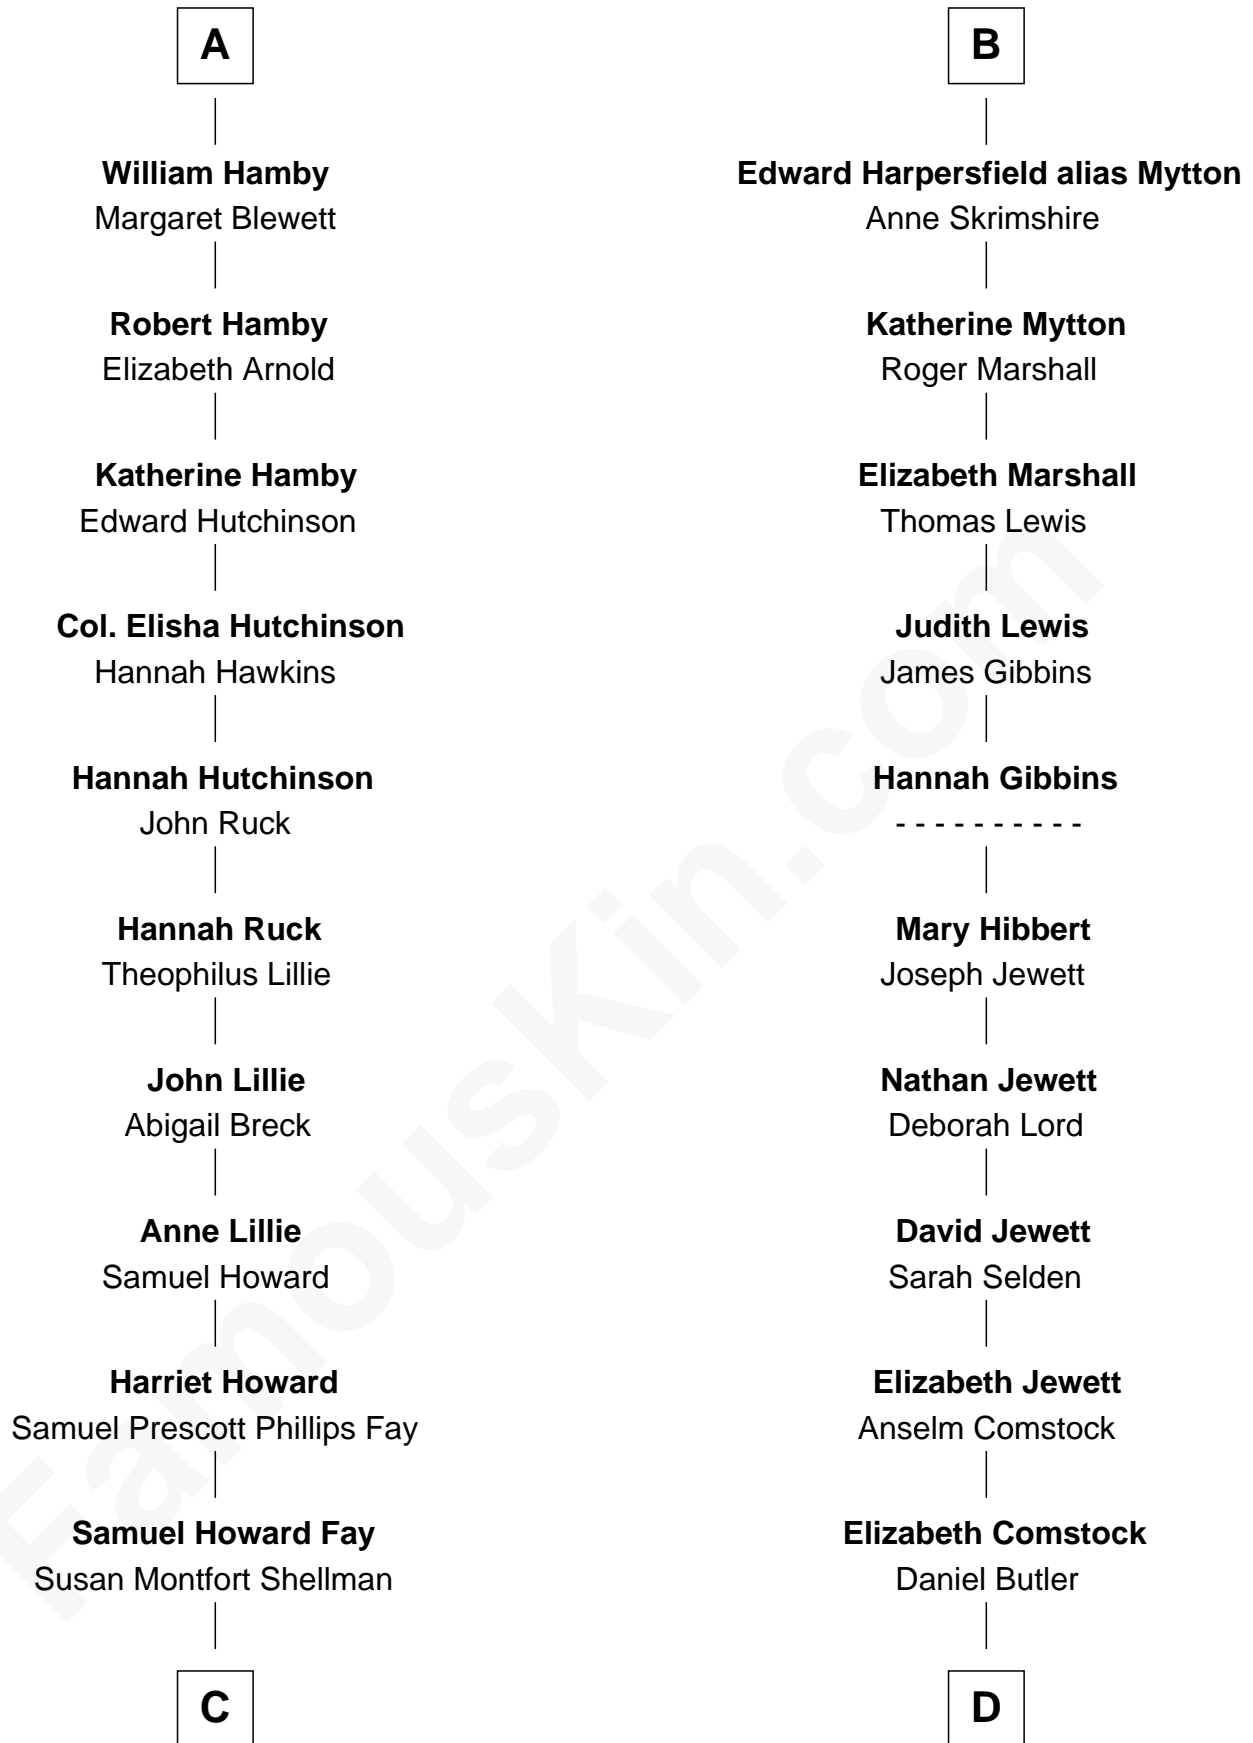 A
William Hamby
Margaret Blewett
Robert Hamby
Elizabeth Arnold
Katherine Hamby
Edward Hutchinson
Col. Elisha Hutchinson
Hannah Hawkins
Hannah Hutchinson
John Ruck
Hannah Ruck
Theophilus Lillie
John Lillie
Abigail Breck
Anne Lillie
Samuel Howard
Harriet Howard
Samuel Prescott Phillips Fay
Samuel Howard Fay
Susan Montfort Shellman
C
B
Edward Harpersfield alias Mytton
Anne Skrimshire
Katherine Mytton
Roger Marshall
Elizabeth Marshall
Thomas Lewis
Judith Lewis
James Gibbins
Hannah Gibbins
- - - - - - - - - -
Mary Hibbert
Joseph Jewett
Nathan Jewett
Deborah Lord
David Jewett
Sarah Selden
Elizabeth Jewett
Anselm Comstock
Elizabeth Comstock
Daniel Butler
D
FamousKin.com